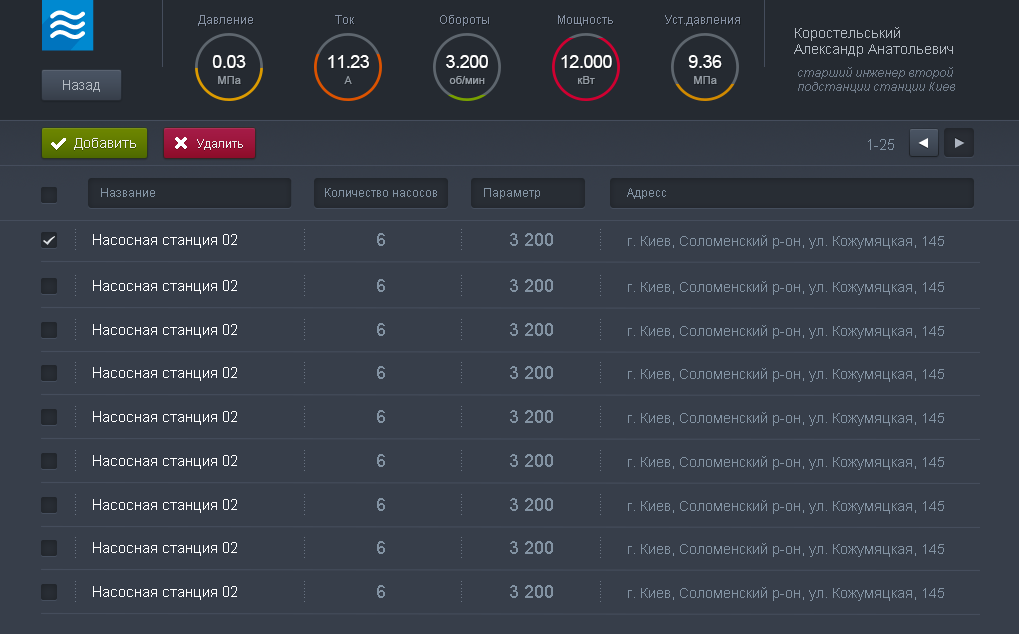 Давление
Ток
Обороты
Мощность
Уст.давления
0.03
МПа
11.23
А
3.200
об/мин
12.000
кВт
9.36
МПа
Коростельський
Александр Анатольевич
старший инженер второй
подстанции станции Киев
Назад
Добавить
Удалить
1-25
Название
Количество насосов
Параметр
Адресс
Насосная станция 02 6 3 200 г. Киев, Соломенский р-он, ул. Кожумяцкая, 145
Насосная станция 02 6 3 200 г. Киев, Соломенский р-он, ул. Кожумяцкая, 145
Насосная станция 02 6 3 200 г. Киев, Соломенский р-он, ул. Кожумяцкая, 145
Насосная станция 02 6 3 200 г. Киев, Соломенский р-он, ул. Кожумяцкая, 145
Насосная станция 02 6 3 200 г. Киев, Соломенский р-он, ул. Кожумяцкая, 145
Насосная станция 02 6 3 200 г. Киев, Соломенский р-он, ул. Кожумяцкая, 145
Насосная станция 02 6 3 200 г. Киев, Соломенский р-он, ул. Кожумяцкая, 145
Насосная станция 02 6 3 200 г. Киев, Соломенский р-он, ул. Кожумяцкая, 145
Насосная станция 02 6 3 200 г. Киев, Соломенский р-он, ул. Кожумяцкая, 145